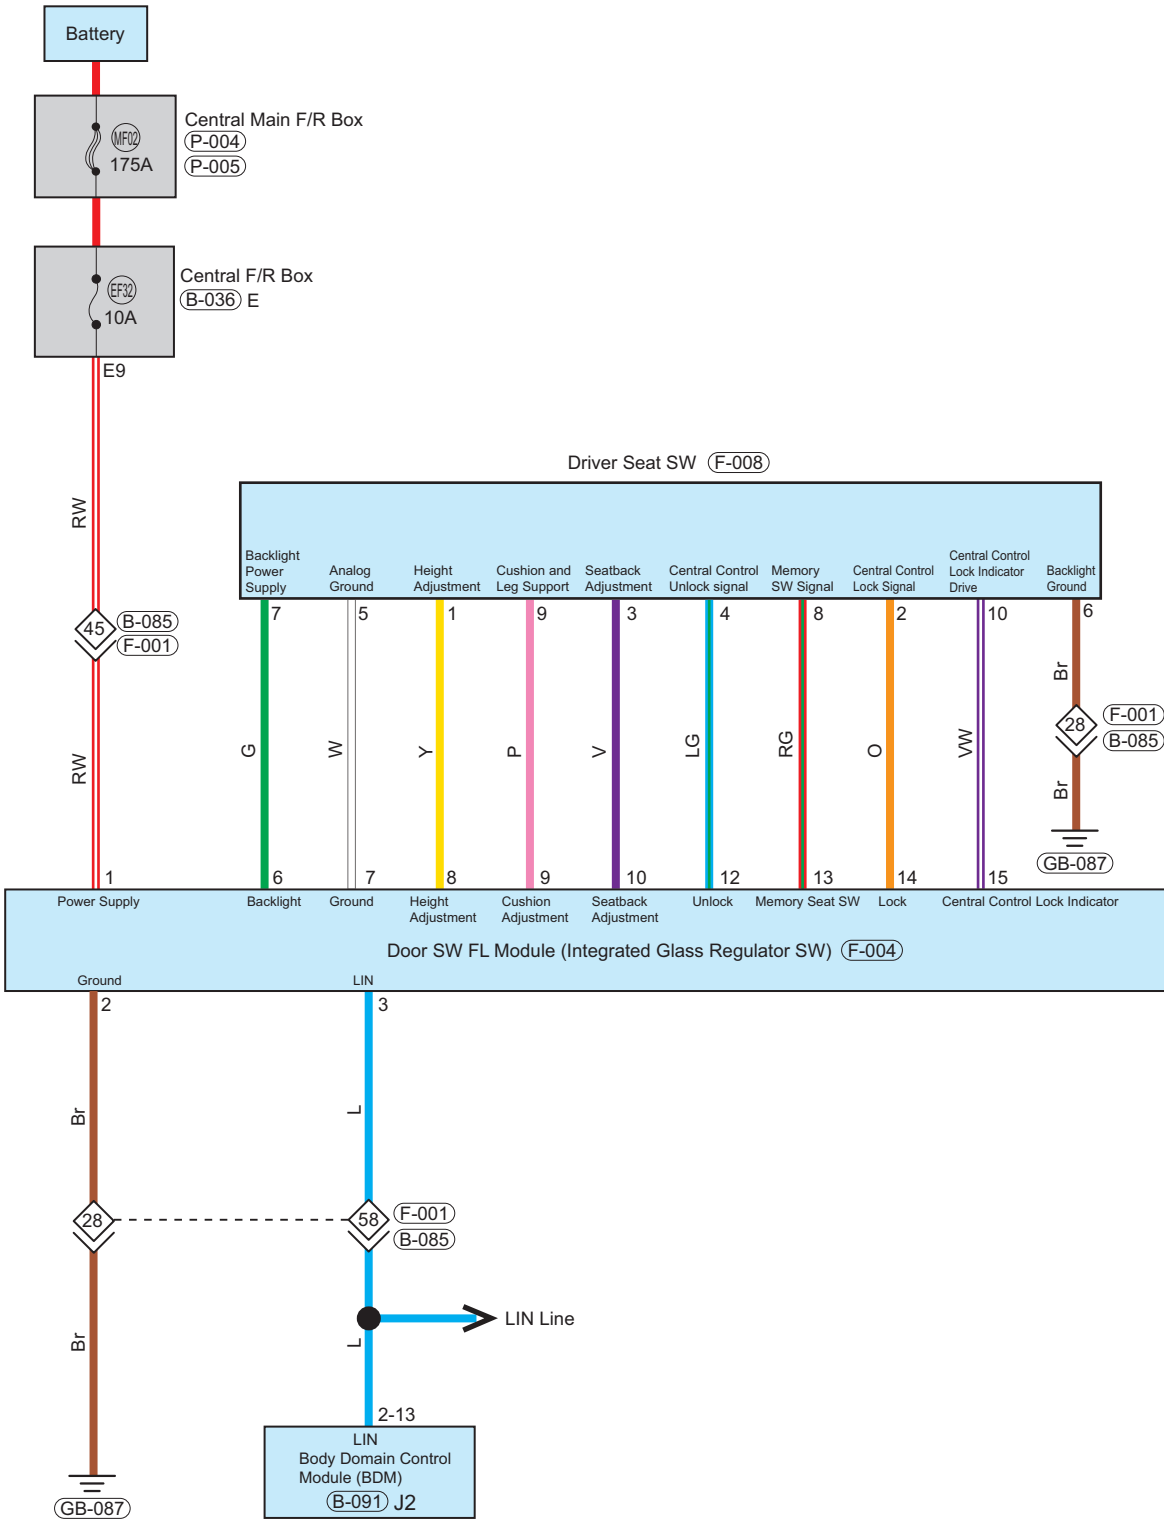 Battery
MF02
175A
Central Main F/R Box
P-004
P-005
EF32
10A
Central F/R Box
B-036 E
E9
RW
45
B-085
F-001
RW
1
Driver Seat SW F-008
Backlight
Power
Supply
Analog
Ground
Height
Adjustment
Cushion and
Leg Support
Seatback
Adjustment
Central Control
Unlock signal
Memory
SW Signal
Central Control
Lock Signal
Central Control
Lock Indicator
Drive
Backlight
Ground
7 5 1 9 3 4 8 2 10 6
G W Y P V LG RG O VW
Br
28
F-001
B-085
Br
GB-087
6 7 8 9 10 12 13 14 15
Power Supply
Backlight
Ground
Height
Adjustment
Cushion
Adjustment
Seatback
Adjustment
Unlock
Memory Seat SW
Lock
Central Control Lock Indicator
Door SW FL Module (Integrated Glass Regulator SW) F-004
Ground
LIN
2
3
Br
L
28
58
F-001
B-085
LIN Line
Br
L
2-13
LIN
Body Domain Control
Module (BDM)
B-091 J2
GB-087